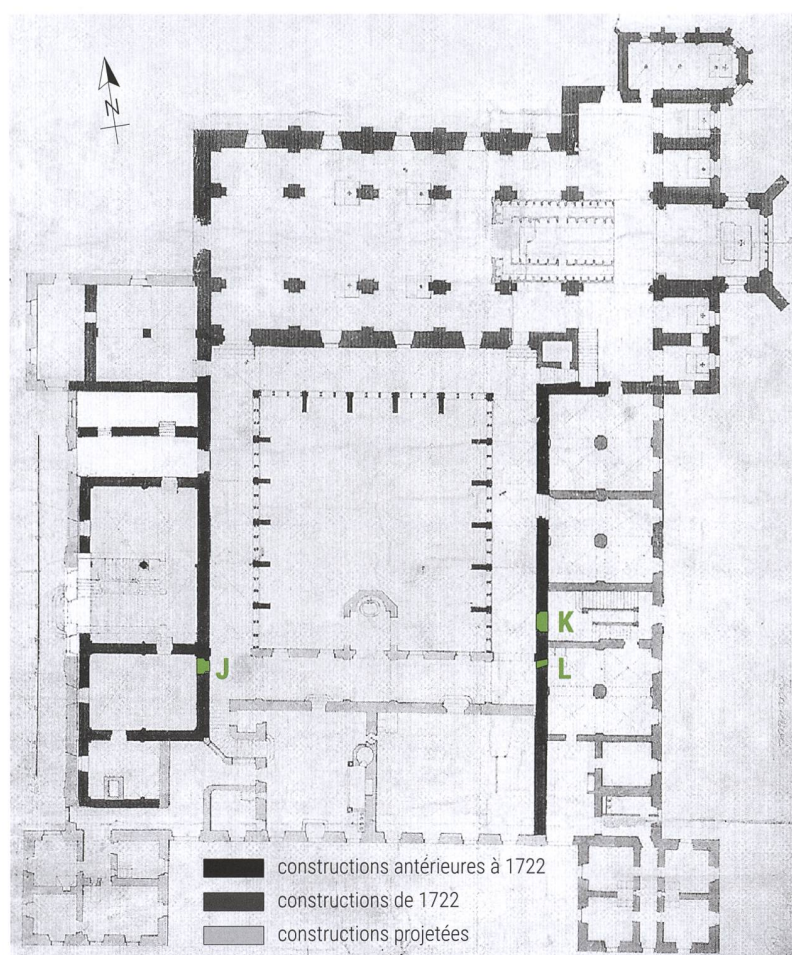 N
J
K
L
constructions antérieures à 1722
constructions de 1722
constructions projetées